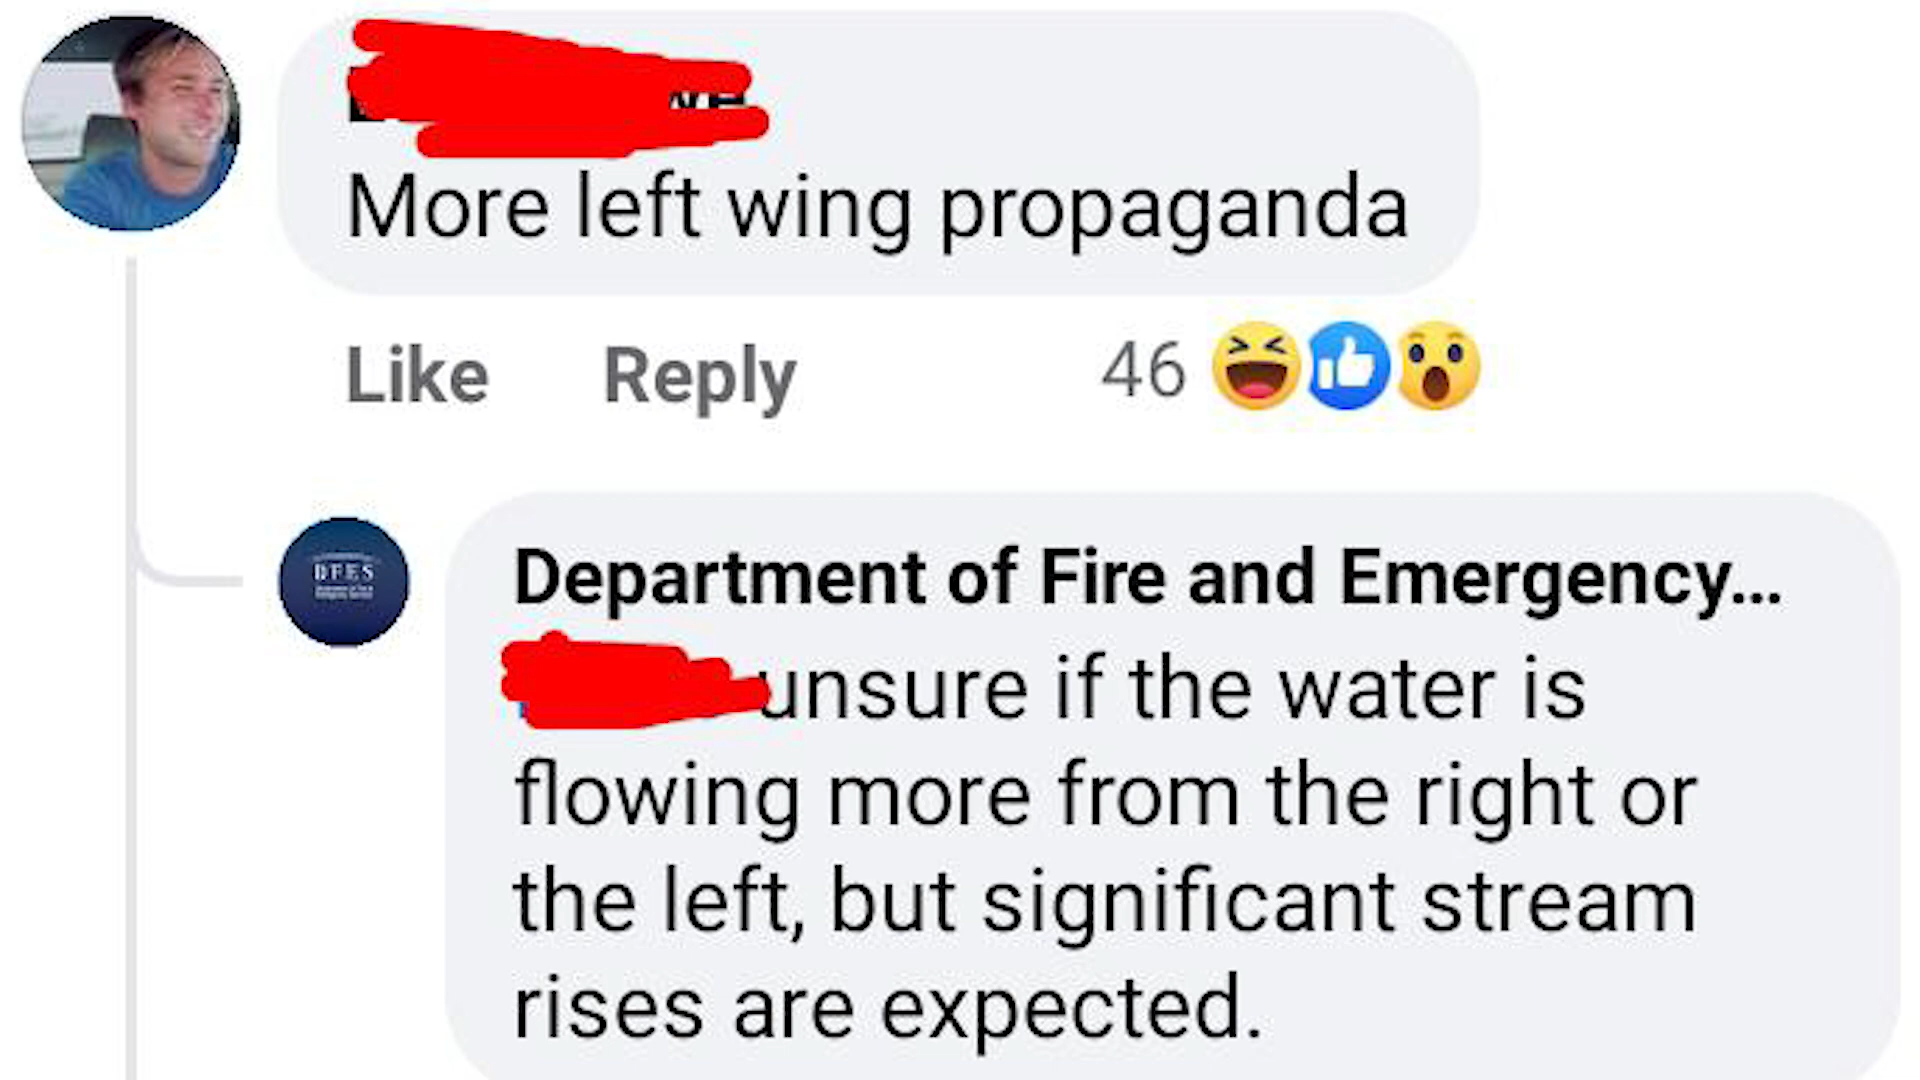 More left wing propaganda
Like Reply 46
DFES
Department of Fire and Emergency...
unsure if the water is
flowing more from the right or
the left, but significant stream
rises are expected.